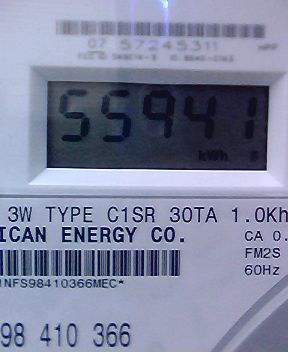 07 57245311
55941
kWh
3W TYPE C1SR 30TA 1.0Kh
ICAN ENERGY CO.
CA 0.
FM2S
60Hz
NFS98410366MEC*
98 410 366